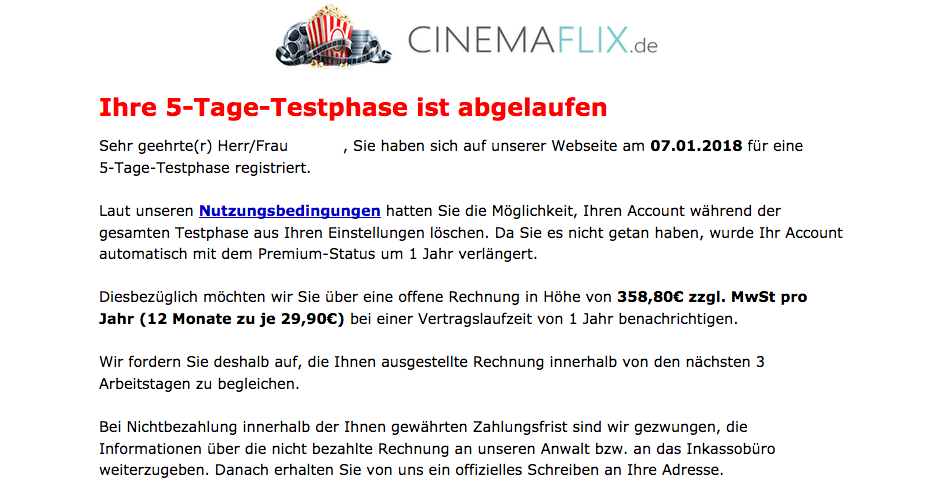 CINEMAFLIX.de
Ihre 5-Tage-Testphase ist abgelaufen
Sehr geehrte(r) Herr/Frau , Sie haben sich auf unserer Webseite am 07.01.2018 für eine
5-Tage-Testphase registriert.
Laut unseren Nutzungsbedingungen hatten Sie die Möglichkeit, Ihren Account während der
gesamten Testphase aus Ihren Einstellungen löschen. Da Sie es nicht getan haben, wurde Ihr Account
automatisch mit dem Premium-Status um 1 Jahr verlängert.
Diesbezüglich möchten wir Sie über eine offene Rechnung in Höhe von 358,80€ zzgl. MwSt pro
Jahr (12 Monate zu je 29,90€) bei einer Vertragslaufzeit von 1 Jahr benachrichtigen.
Wir fordern Sie deshalb auf, die Ihnen ausgestellte Rechnung innerhalb von den nächsten 3
Arbeitstagen zu begleichen.
Bei Nichtbezahlung innerhalb der Ihnen gewährten Zahlungsfrist sind wir gezwungen, die
Informationen über die nicht bezahlte Rechnung an unseren Anwalt bzw. an das Inkassobüro
weiterzugeben. Danach erhalten Sie von uns ein offizielles Schreiben an Ihre Adresse.